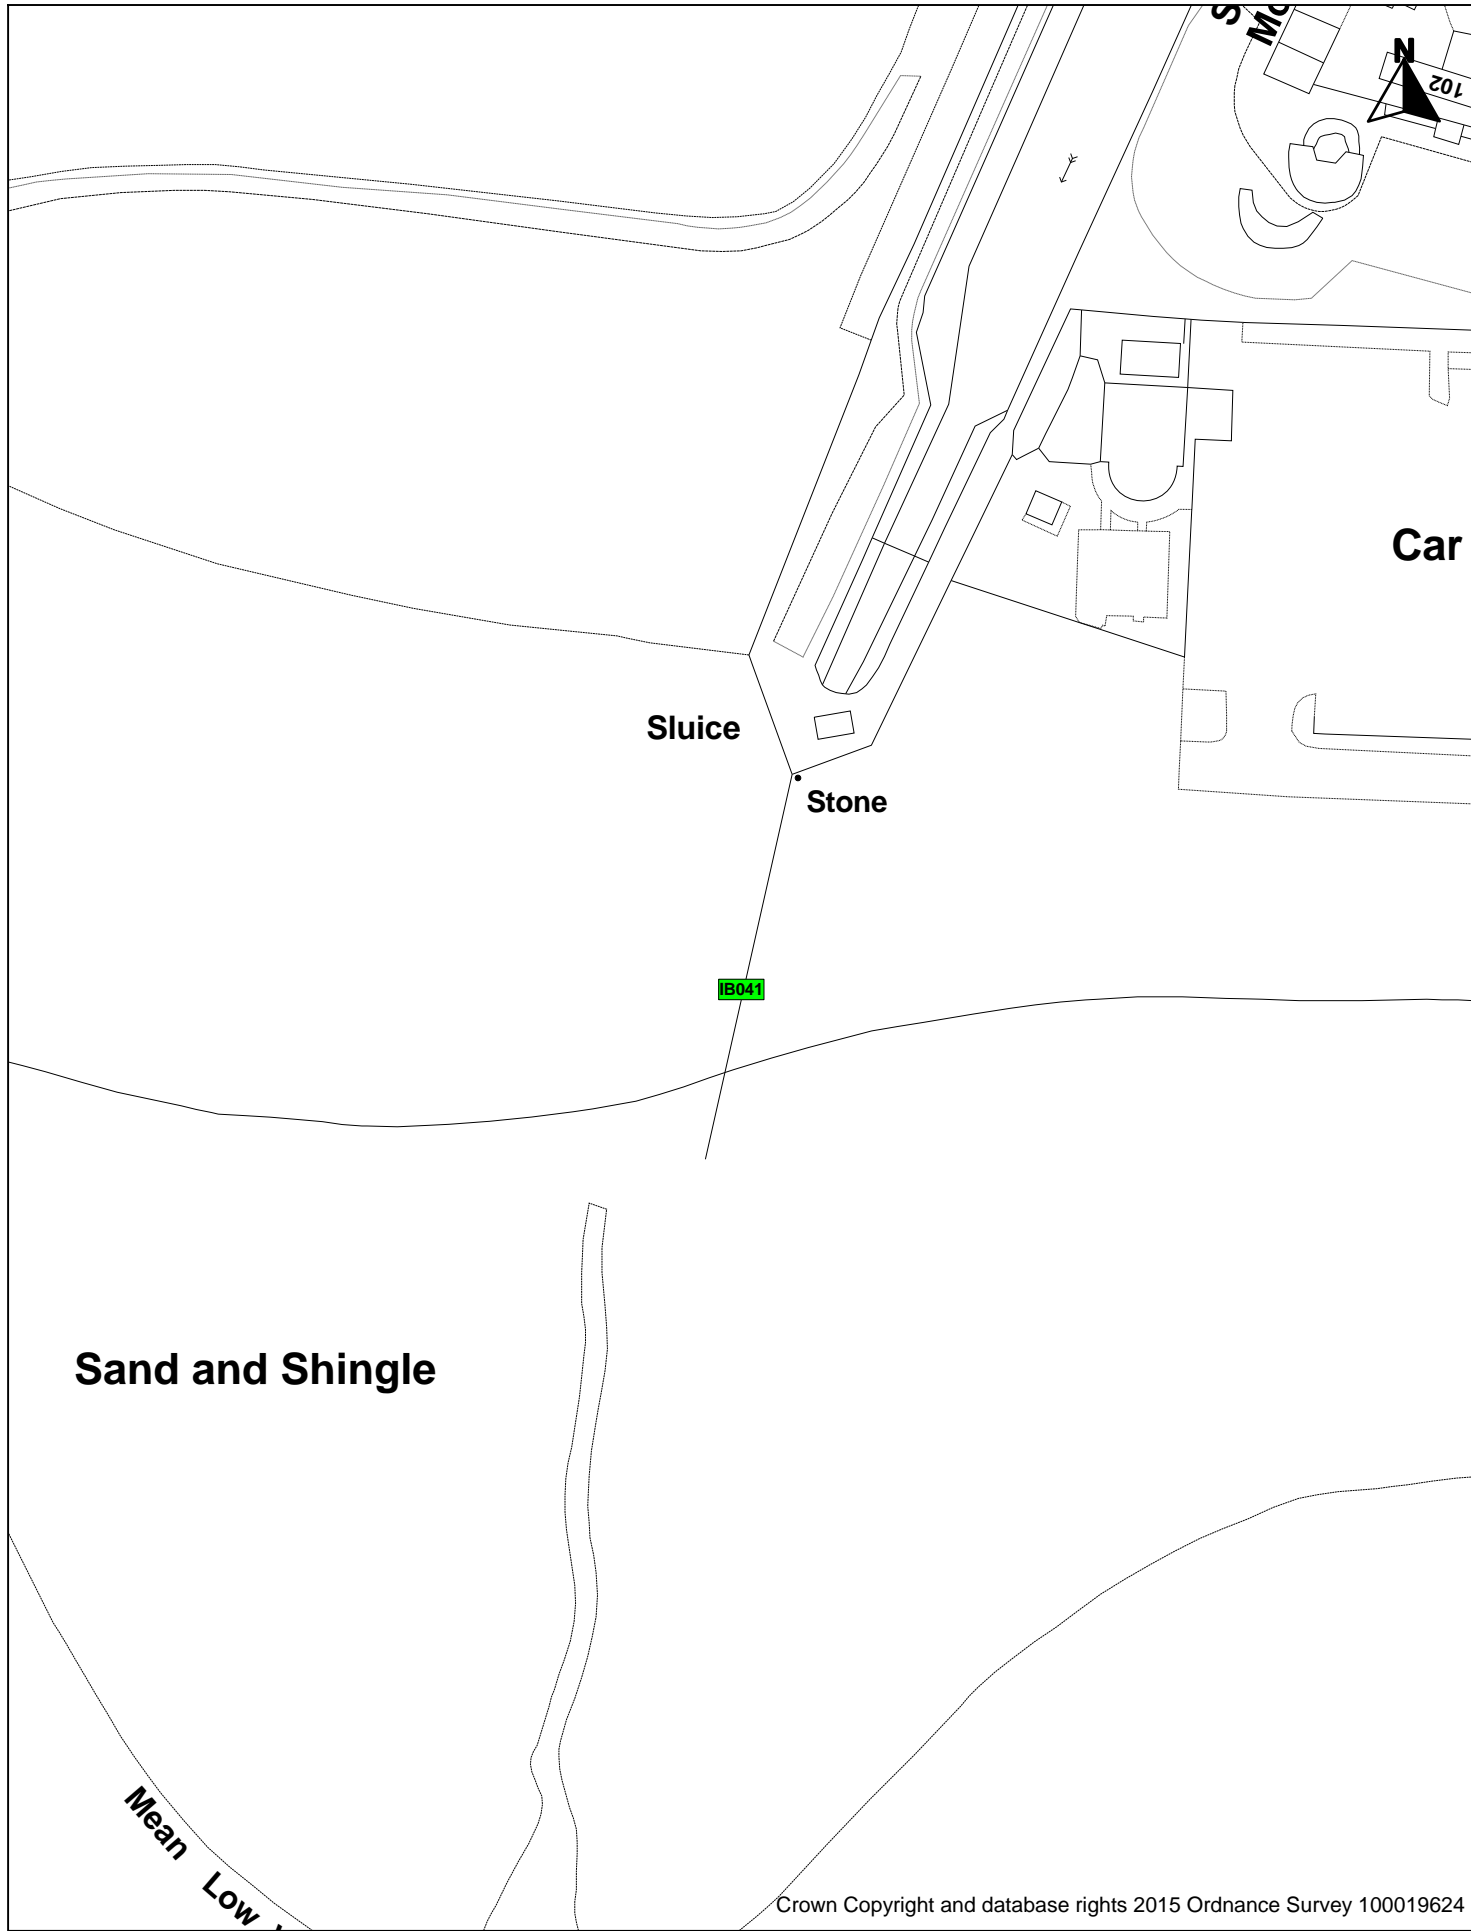 N
102
Car
Sluice
Stone
IB041
Sand and Shingle
Mean Low
Crown Copyright and database rights 2015 Ordnance Survey 100019624